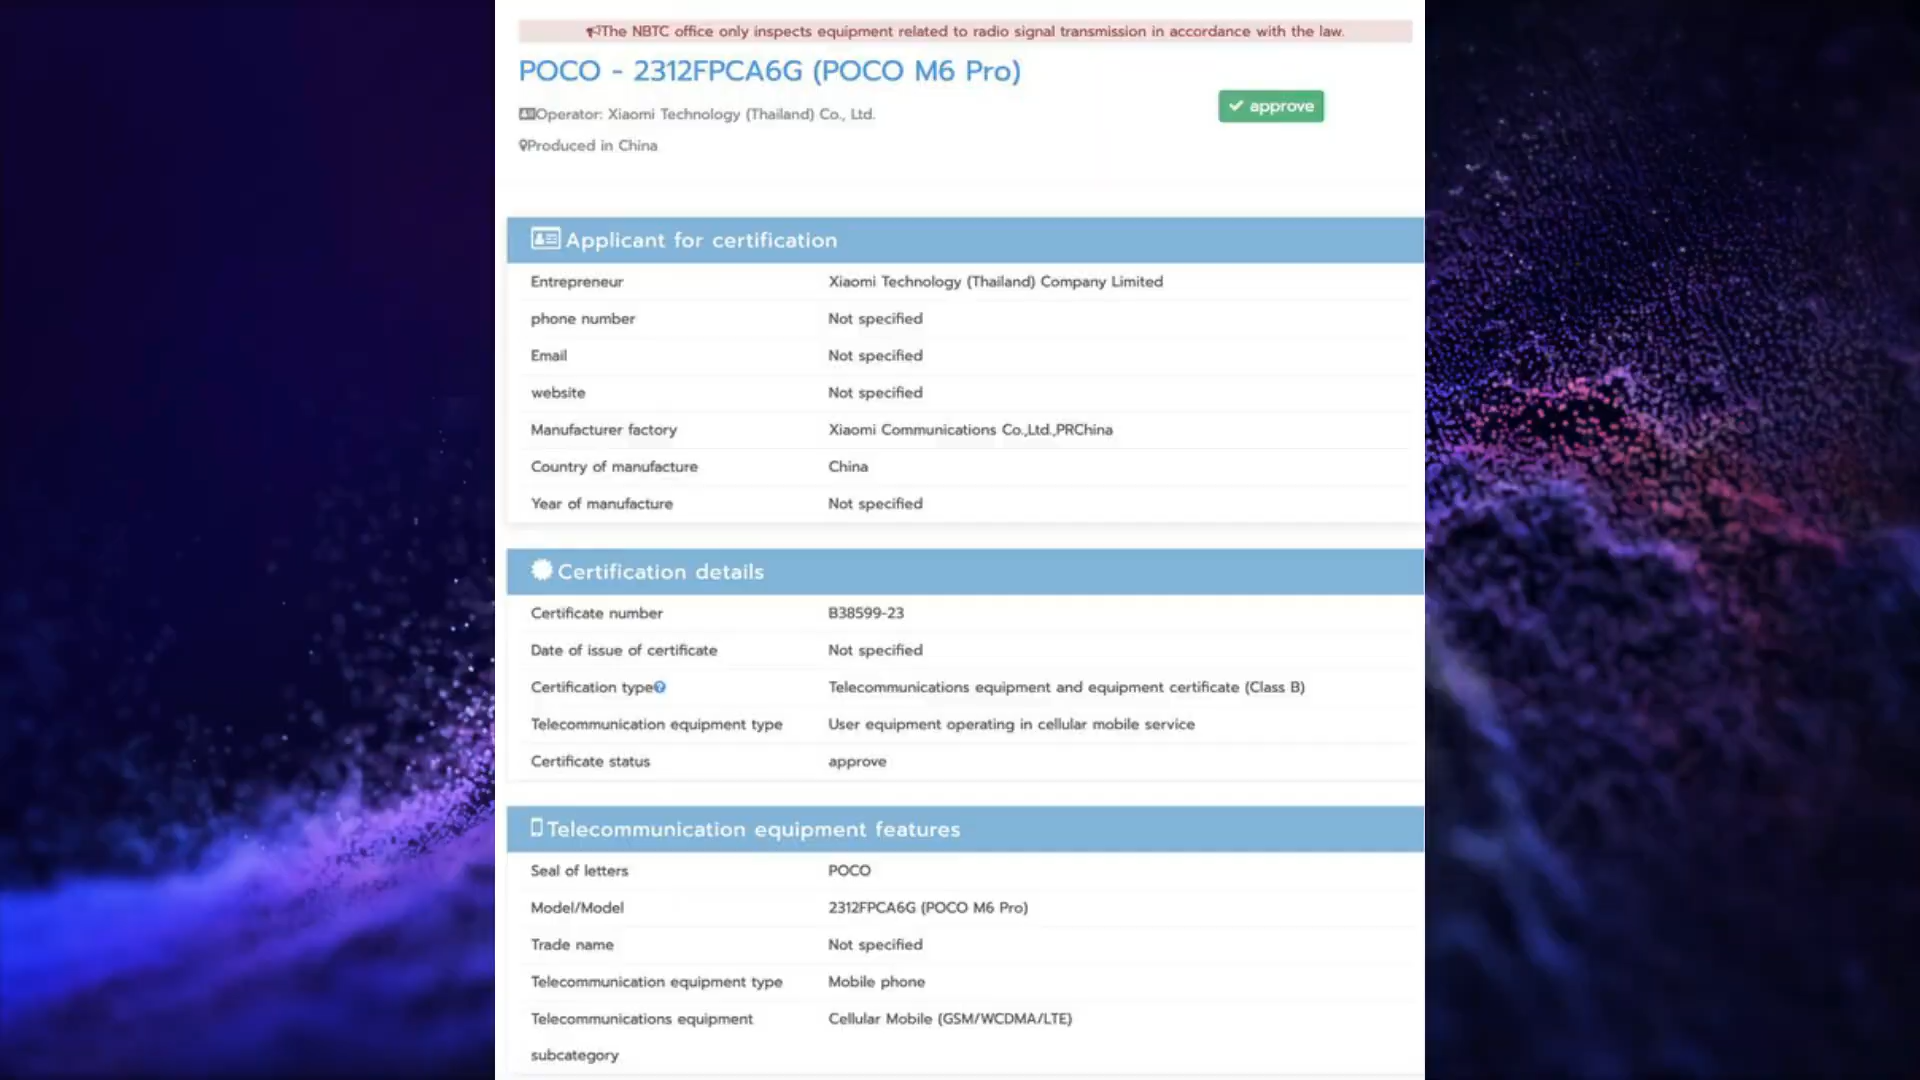 The NBTC office only inspects equipment related to radio signal transmission in accordance with the law.
POCO - 2312FPCA6G (POCO M6 Pro)
approve
Operator: Xiaomi Technology (Thailand) Co., Ltd.
Produced in China
Applicant for certification
Entrepreneur Xiaomi Technology (Thailand) Company Limited
phone number Not specified
Email Not specified
website Not specified
Manufacturer factory Xiaomi Communications Co.,Ltd.,PRChina
Country of manufacture China
Year of manufacture Not specified
Certification details
Certificate number B38599-23
Date of issue of certificate Not specified
Certification type Telecommunications equipment and equipment certificate (Class B)
Telecommunication equipment type User equipment operating in cellular mobile service
Certificate status approve
Telecommunication equipment features
Seal of letters POCO
Model/Model 2312FPCA6G (POCO M6 Pro)
Trade name Not specified
Telecommunication equipment type Mobile phone
Telecommunications equipment Cellular Mobile (GSM/WCDMA/LTE)
subcategory